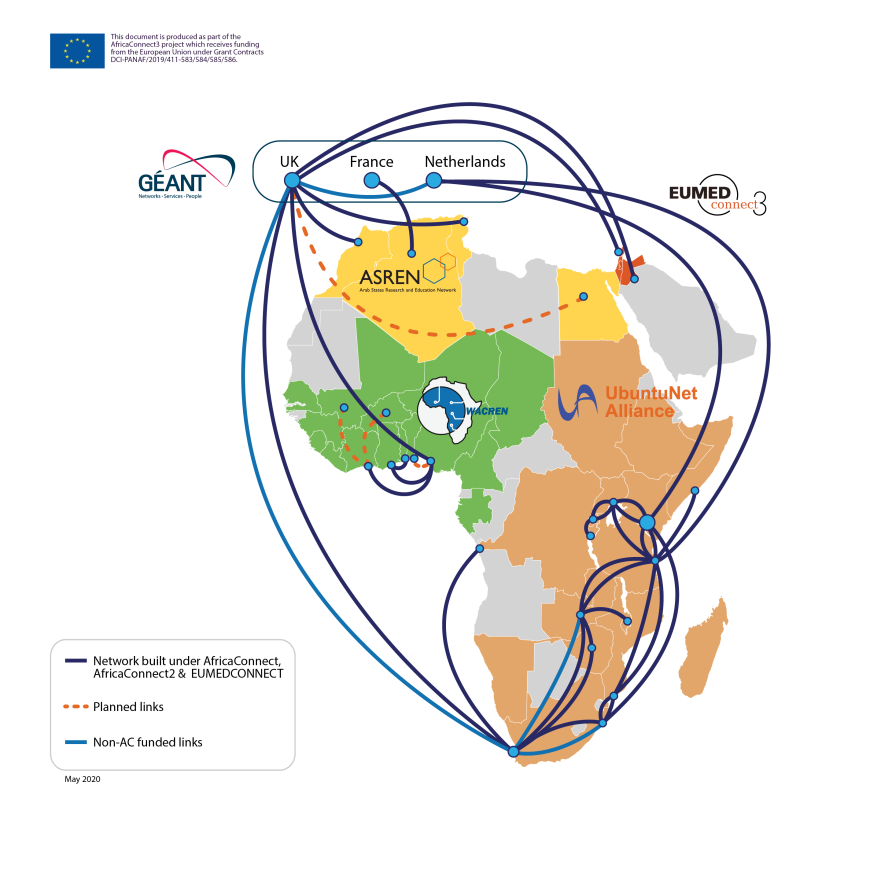 This document is produced as part of the
AfricaConnect3 project which receives funding
from the European Union under Grant Contracts
DCI-PANAF/2019/411-583/584/585/586.
GÉANT
Networks · Services · People
UK
France
Netherlands
EUMED
connect3
ASREN
Arab States Research and Education Network
WACREN
UbuntuNet
Alliance
Network built under AfricaConnect,
AfricaConnect2 & EUMEDCONNECT
Planned links
Non-AC funded links
May 2020